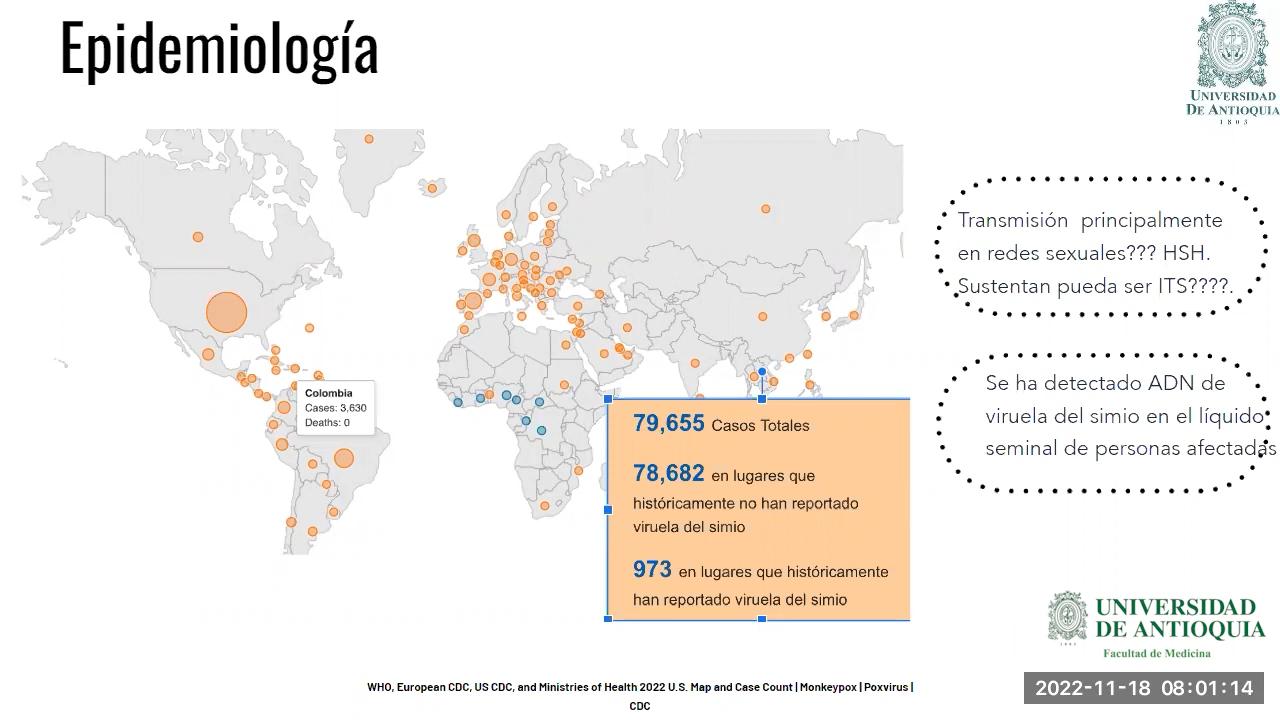 Epidemiología
UNIVERSIDAD
DE ANTIOQUIA
1803
Transmisión principalmente
en redes sexuales??? HSH.
Sustentan pueda ser ITS????.
Se ha detectado ADN de
viruela del simio en el líquido
seminal de personas afectadas
Colombia
Cases: 3,630
Deaths: 0
79,655 Casos Totales
78,682 en lugares que
históricamente no han reportado
viruela del simio
973 en lugares que históricamente
han reportado viruela del simio
UNIVERSIDAD
DE ANTIOQUIA
1803
Facultad de Medicina
WHO, European CDC, US CDC, and Ministries of Health 2022 U.S. Map and Case Count | Monkeypox | Poxvirus |
CDC
2022-11-18 08:01:14